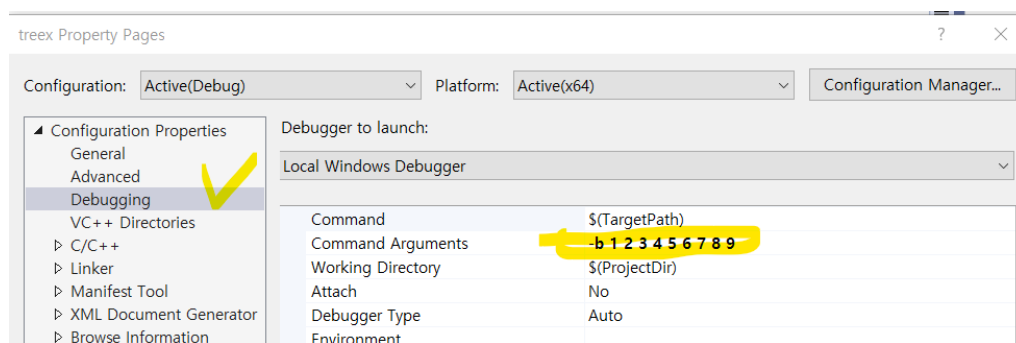 treex Property Pages ? ×
Configuration: Active(Debug) Platform: Active(x64) Configuration Manager...
Configuration Properties
General
Advanced
Debugging
VC++ Directories
C/C++
Linker
Manifest Tool
XML Document Generator
Browse Information
Debugger to launch:
Local Windows Debugger
Command $(TargetPath)
Command Arguments -b 1 2 3 4 5 6 7 8 9
Working Directory $(ProjectDir)
Attach No
Debugger Type Auto
Environment